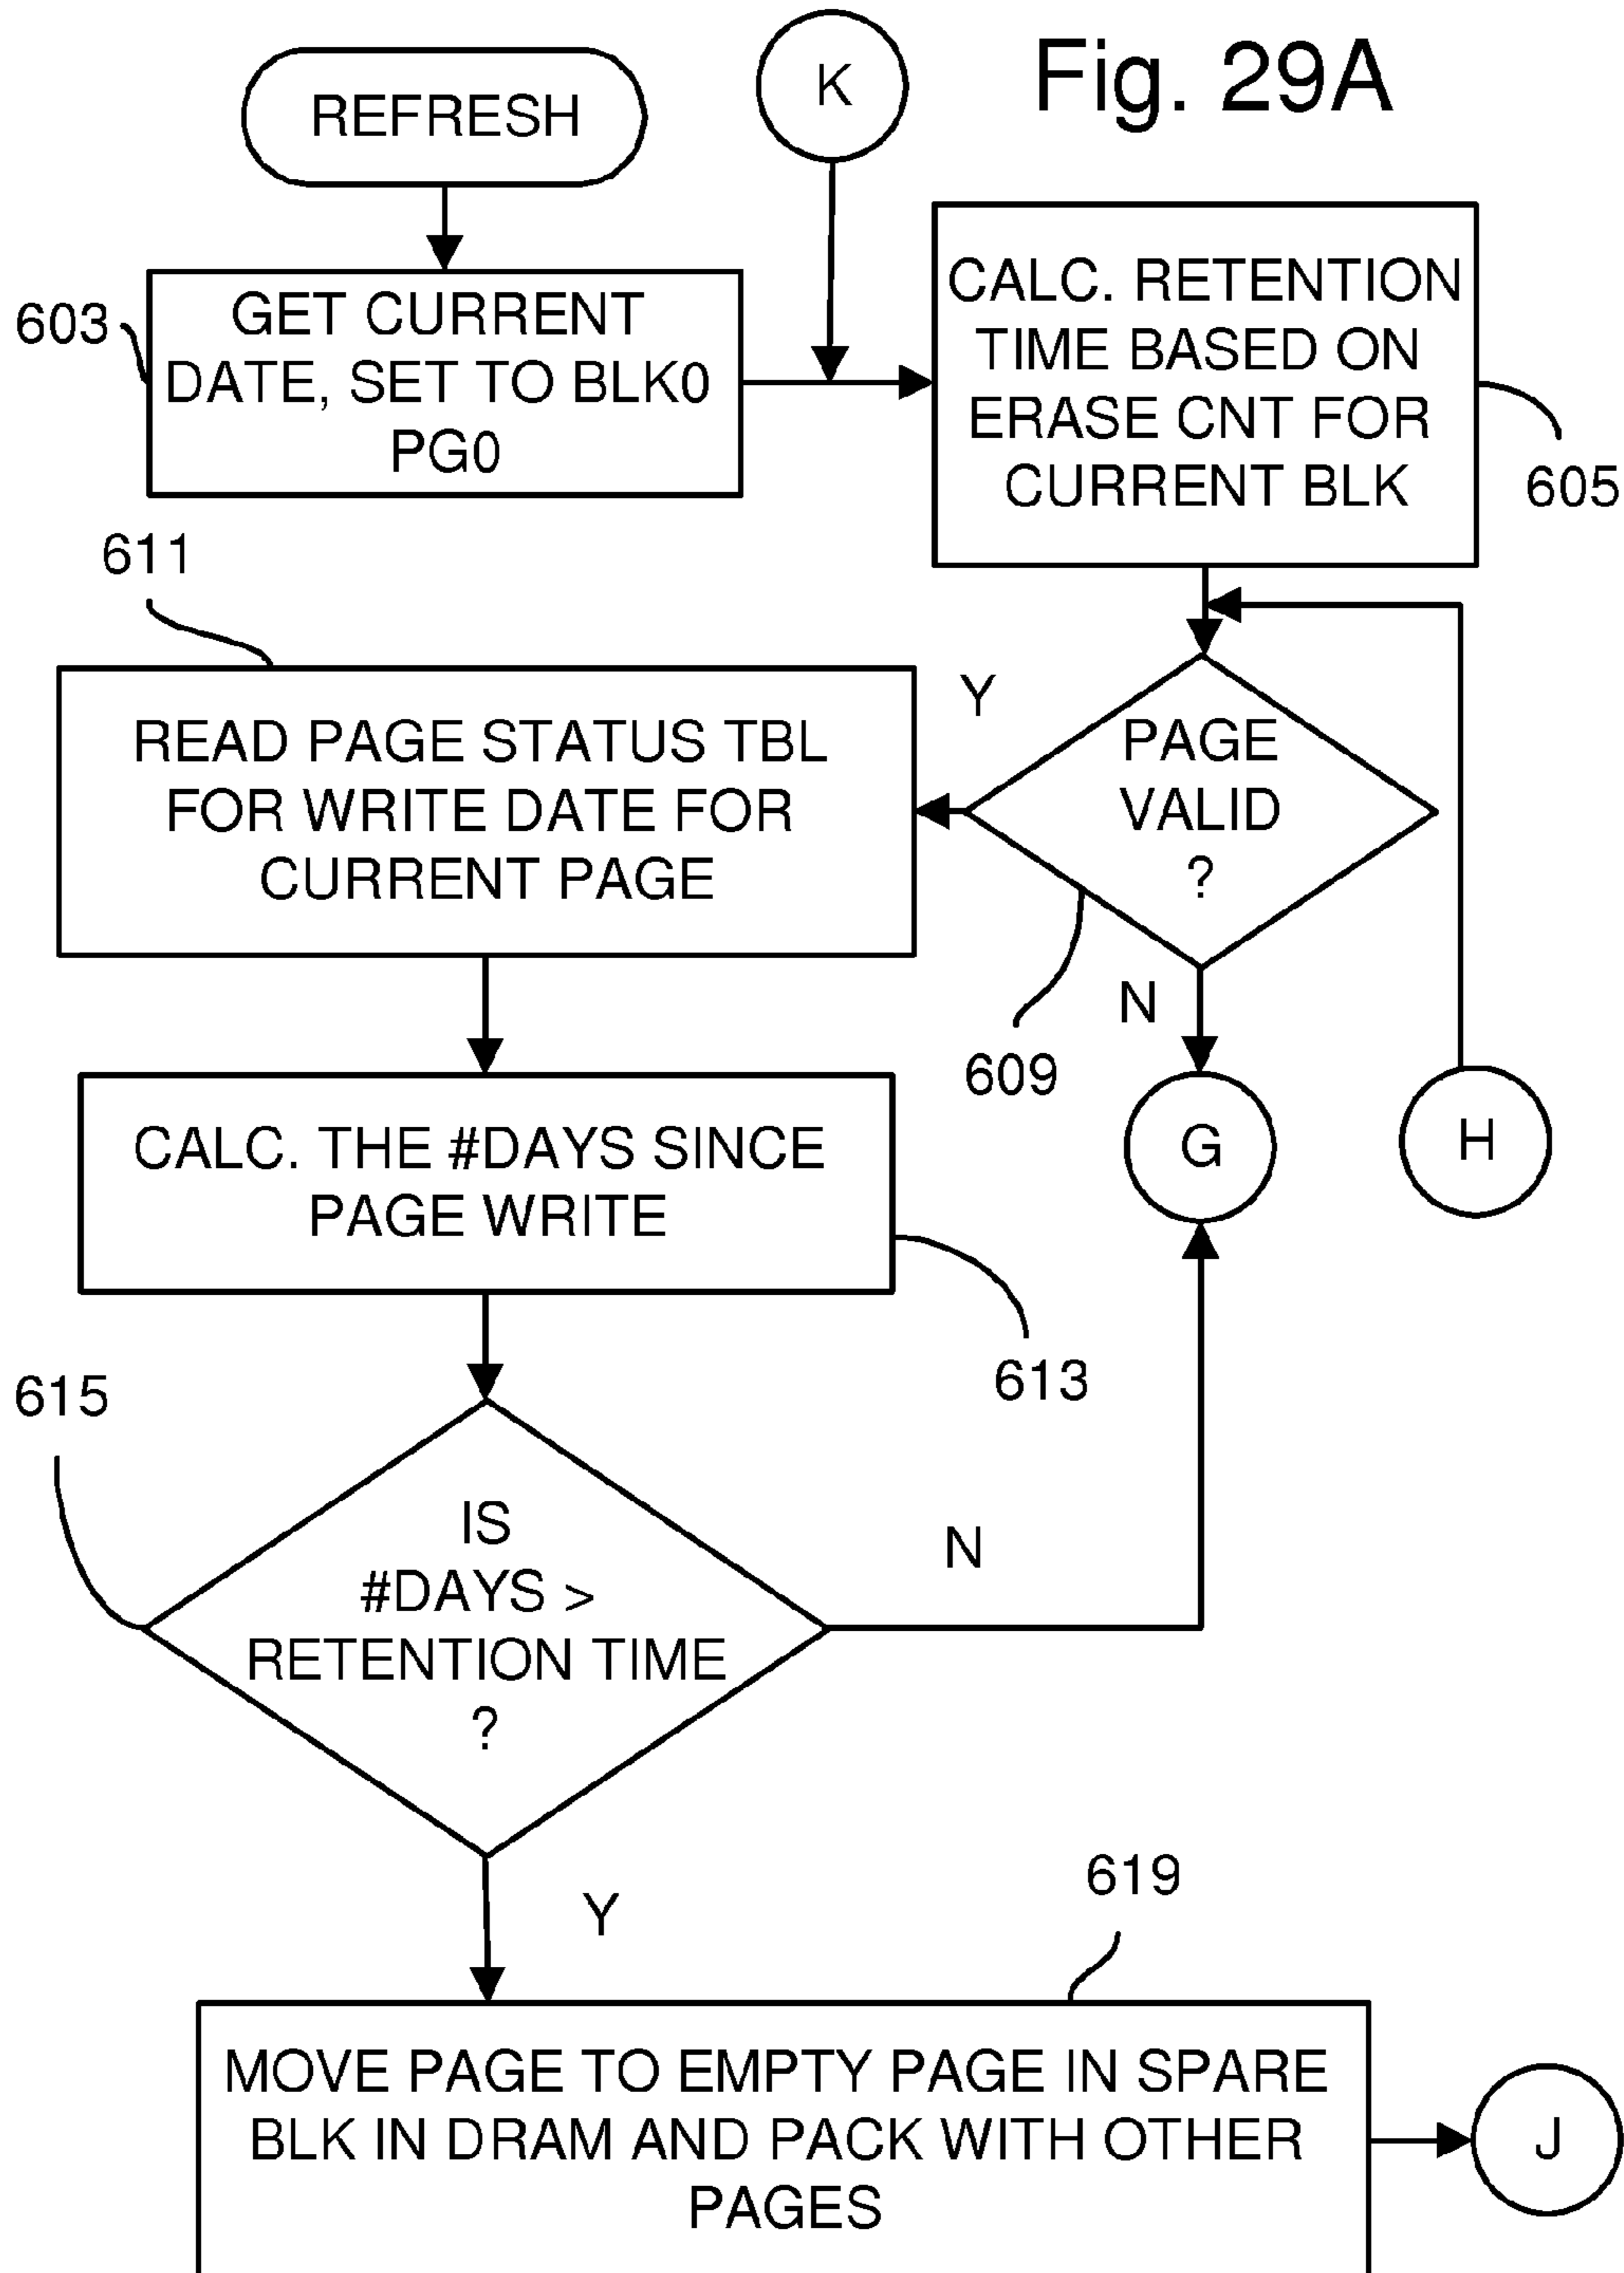 Fig. 29A
REFRESH
K
603
GET CURRENT
DATE, SET TO BLK0
PG0
CALC. RETENTION
TIME BASED ON
ERASE CNT FOR
CURRENT BLK
605
611
READ PAGE STATUS TBL
FOR WRITE DATE FOR
CURRENT PAGE
Y
PAGE
VALID
?
609
N
G
H
CALC. THE #DAYS SINCE
PAGE WRITE
613
615
IS
#DAYS >
RETENTION TIME
?
N
Y
619
MOVE PAGE TO EMPTY PAGE IN SPARE
BLK IN DRAM AND PACK WITH OTHER
PAGES
J